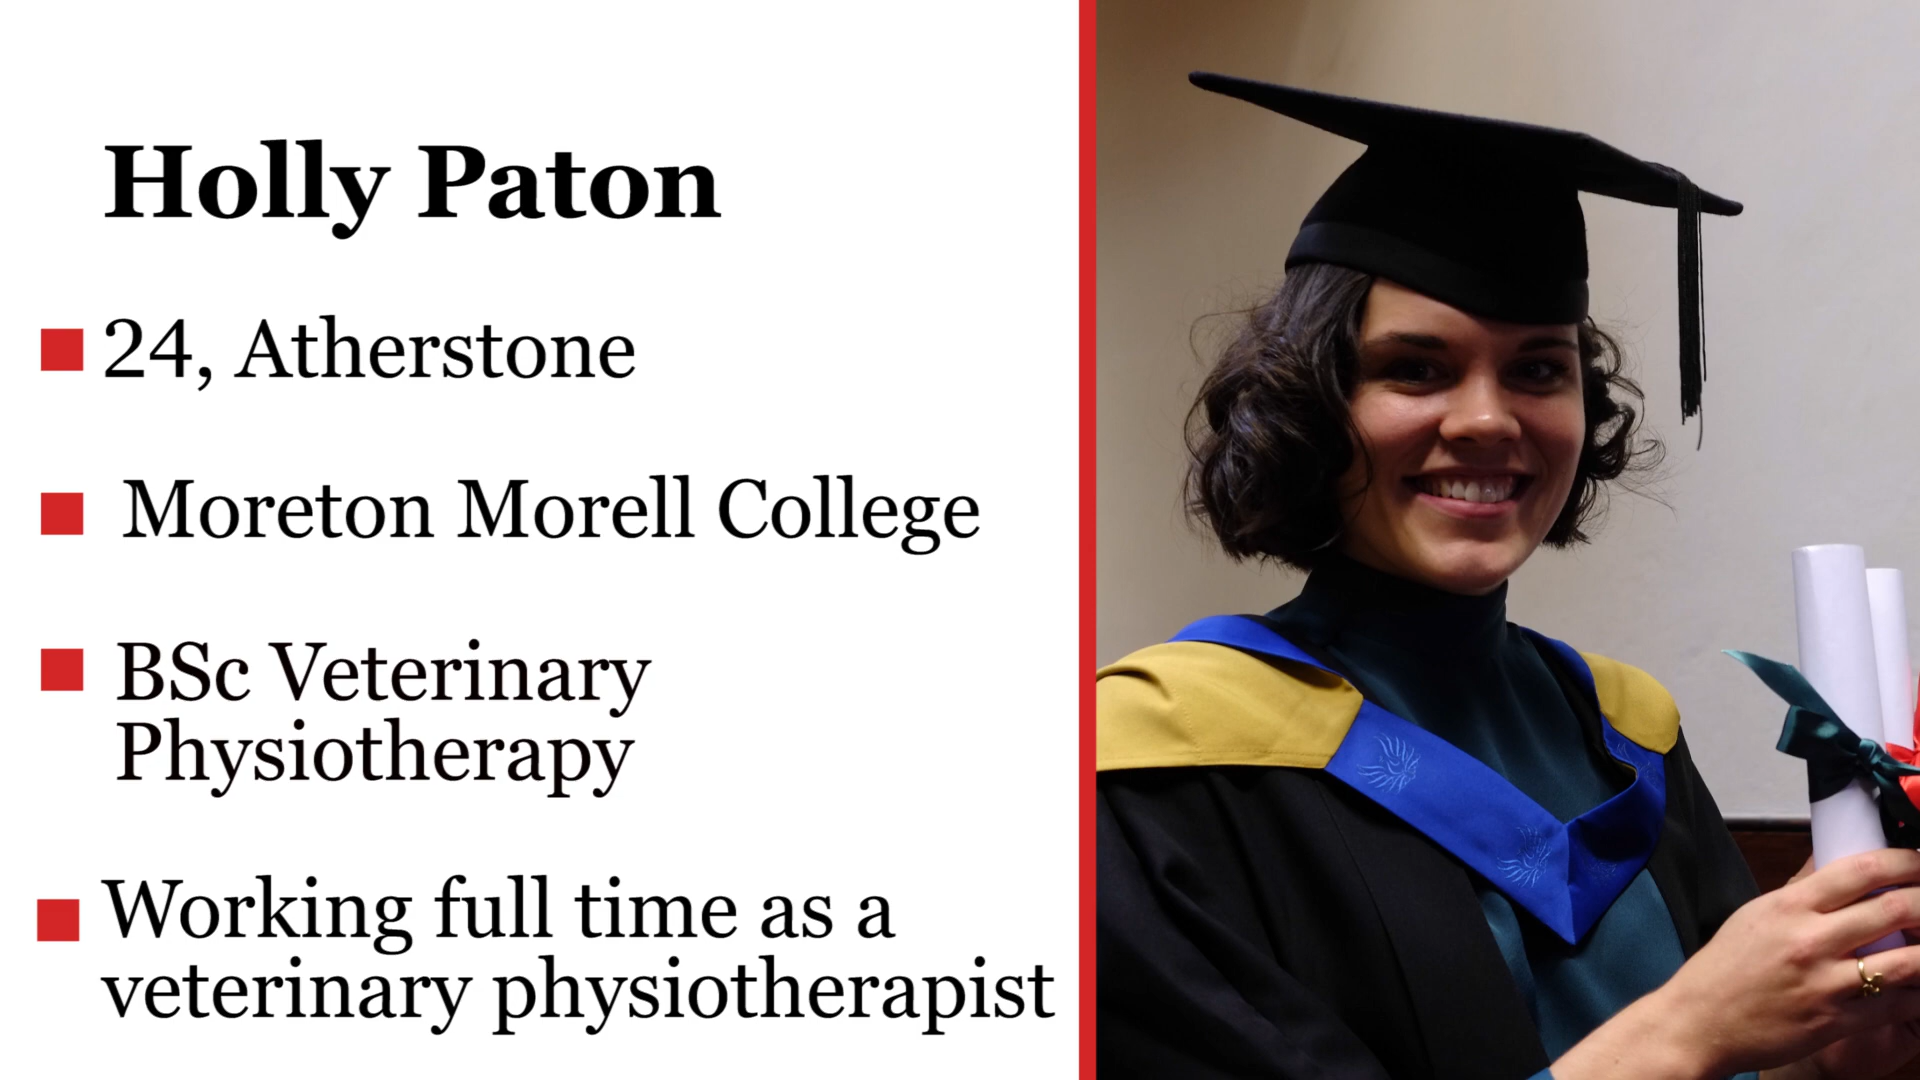 Holly Paton
24, Atherstone
Moreton Morell College
BSc Veterinary
Physiotherapy
Working full time as a
veterinary physiotherapist